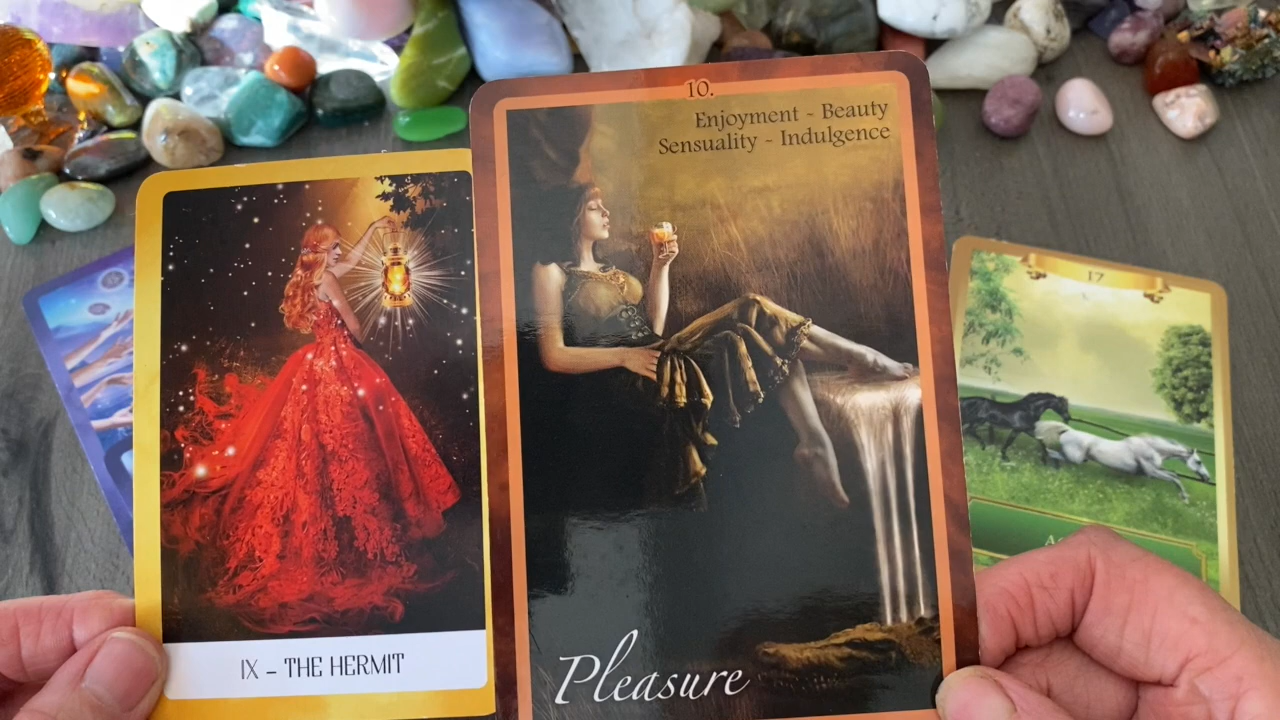 10.
Enjoyment - Beauty
Sensuality - Indulgence
Pleasure
IX - THE HERMIT
17